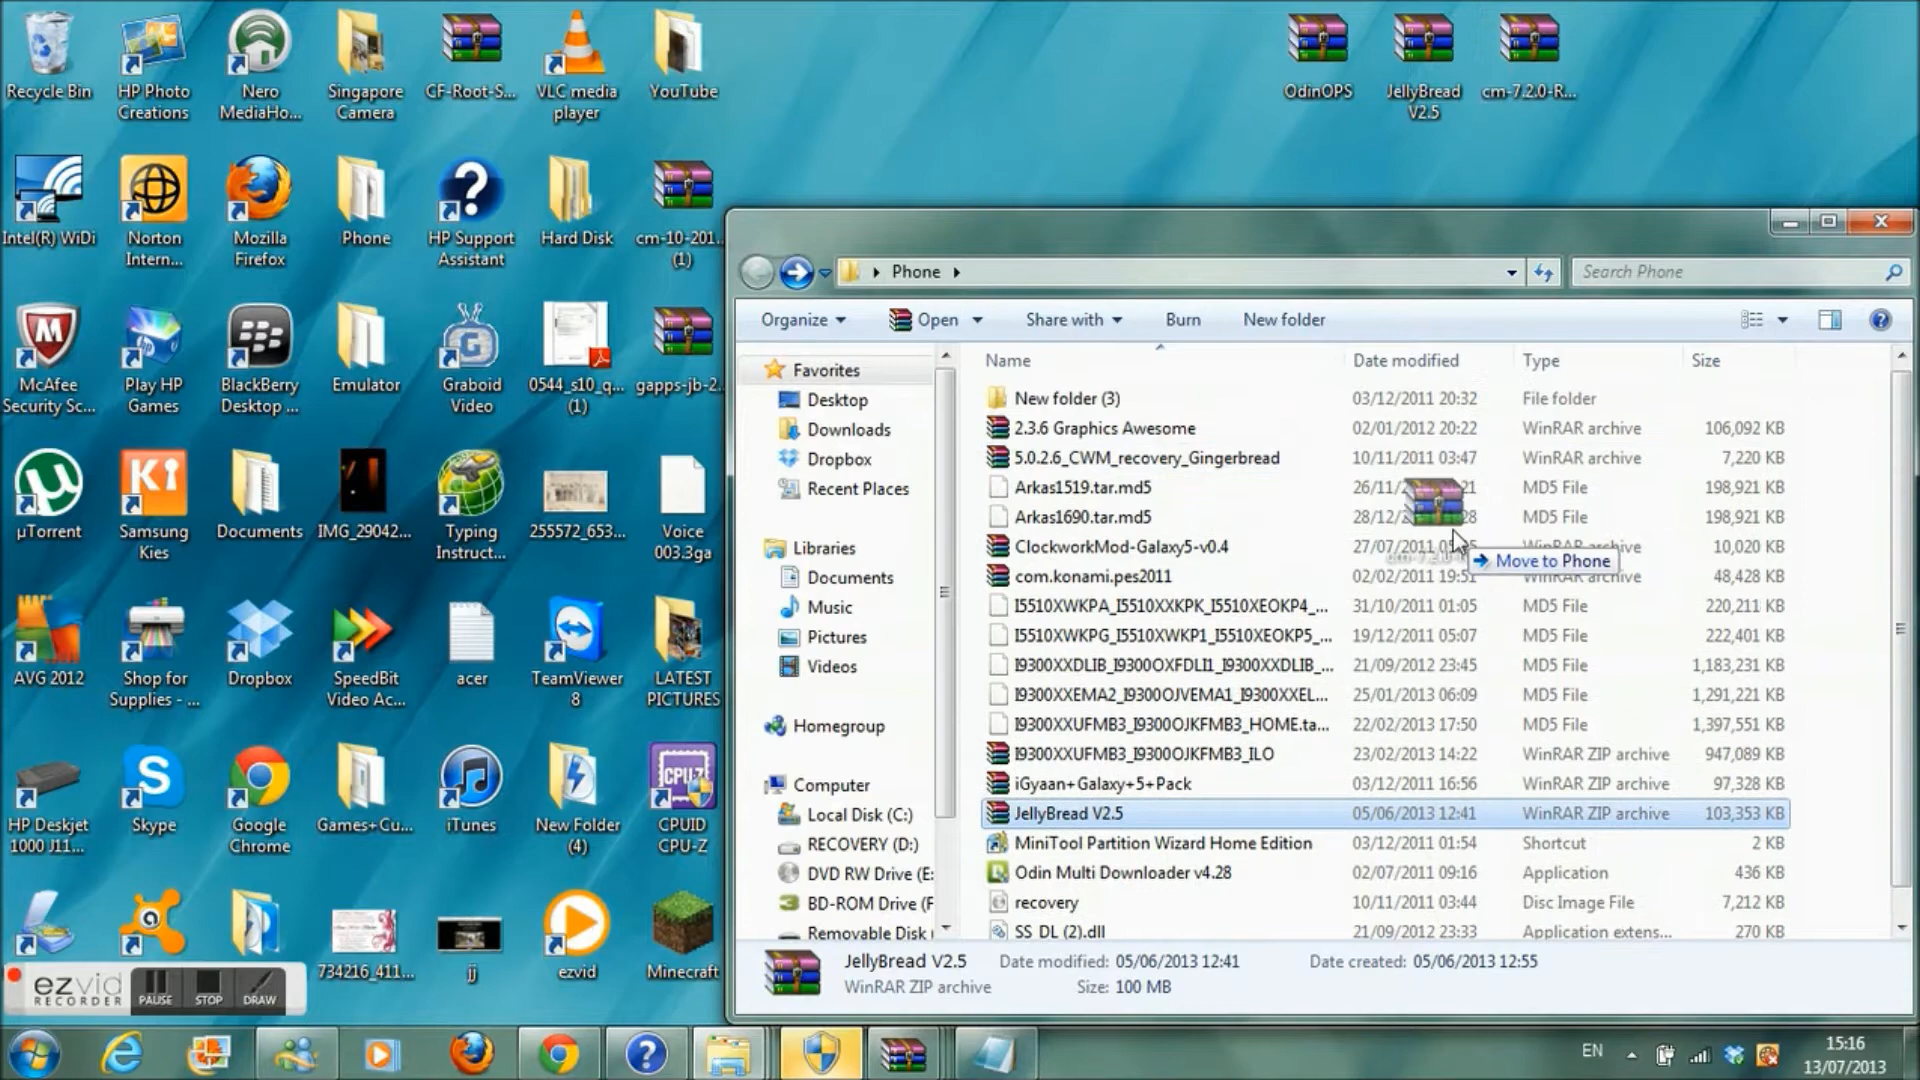 Recycle Bin
HP Photo
Creations
Nero
MediaHo...
Singapore
Camera
CF-Root-S...
VLC media
player
YouTube
OdinOPS
JellyBread
V2.5
cm-7.2.0-R...
Intel(R) WiDi
Norton
Intern...
Mozilla
Firefox
Phone
HP Support
Assistant
Hard Disk
cm-10-201...
(1)
McAfee
Security Sc...
Play HP
Games
BlackBerry
Desktop ...
Emulator
Graboid
Video
0544_s10_q...
(1)
gapps-jb-2...
µTorrent
Samsung
Kies
Documents
IMG_29042...
Typing
Instruct...
255572_653...
Voice
003.3ga
AVG 2012
Shop for
Supplies - ...
Dropbox
SpeedBit
Video Ac...
acer
TeamViewer
8
LATEST
PICTURES
HP Deskjet
1000 J11...
Skype
Google
Chrome
Games+Cu...
iTunes
New Folder
(4)
CPUID
CPU-Z
734216_411...
jj
ezvid
Minecraft
ezvid
RECORDER
PAUSE
STOP
DRAW
Phone
Search Phone
Organize
Open
Share with
Burn
New folder
Favorites
Desktop
Downloads
Dropbox
Recent Places
Libraries
Documents
Music
Pictures
Videos
Homegroup
Computer
Local Disk (C:)
RECOVERY (D:)
DVD RW Drive (E:
BD-ROM Drive (F
Removable Disk
Name Date modified Type Size
New folder (3) 03/12/2011 20:32 File folder
2.3.6 Graphics Awesome 02/01/2012 20:22 WinRAR archive 106,092 KB
5.0.2.6_CWM_recovery_Gingerbread 10/11/2011 03:47 WinRAR archive 7,220 KB
Arkas1519.tar.md5 26/11/ 21 MD5 File 198,921 KB
Arkas1690.tar.md5 28/12/ 28 MD5 File 198,921 KB
ClockworkMod-Galaxy5-v0.4 27/07/2011 WinRAR archive 10,020 KB
Move to Phone
com.konami.pes2011 02/02/2011 19:51 WinRAR archive 48,428 KB
I5510XWKPA_I5510XXKPK_I5510XEOKP4_... 31/10/2011 01:05 MD5 File 220,211 KB
I5510XWKPG_I5510XWKP1_I5510XEOKP5_... 19/12/2011 05:07 MD5 File 222,401 KB
I9300XXDLIB_I9300OXFDLI1_I9300XXDLIB_... 21/09/2012 23:45 MD5 File 1,183,231 KB
I9300XXEMA2_I9300OJVEMA1_I9300XXEL... 25/01/2013 06:09 MD5 File 1,291,221 KB
I9300XXUFMB3_I9300OJKFMB3_HOME.ta... 22/02/2013 17:50 MD5 File 1,397,551 KB
I9300XXUFMB3_I9300OJKFMB3_ILO 23/02/2013 14:22 WinRAR ZIP archive 947,089 KB
iGyaan+Galaxy+5+Pack 03/12/2011 16:56 WinRAR ZIP archive 97,328 KB
JellyBread V2.5 05/06/2013 12:41 WinRAR ZIP archive 103,353 KB
MiniTool Partition Wizard Home Edition 03/12/2011 01:54 Shortcut 2 KB
Odin Multi Downloader v4.28 02/07/2011 09:16 Application 436 KB
recovery 10/11/2011 03:44 Disc Image File 7,212 KB
SS_DL (2).dll 21/09/2012 23:33 Application extens... 270 KB
JellyBread V2.5 Date modified: 05/06/2013 12:41 Date created: 05/06/2013 12:55
WinRAR ZIP archive Size: 100 MB
EN
15:16
13/07/2013